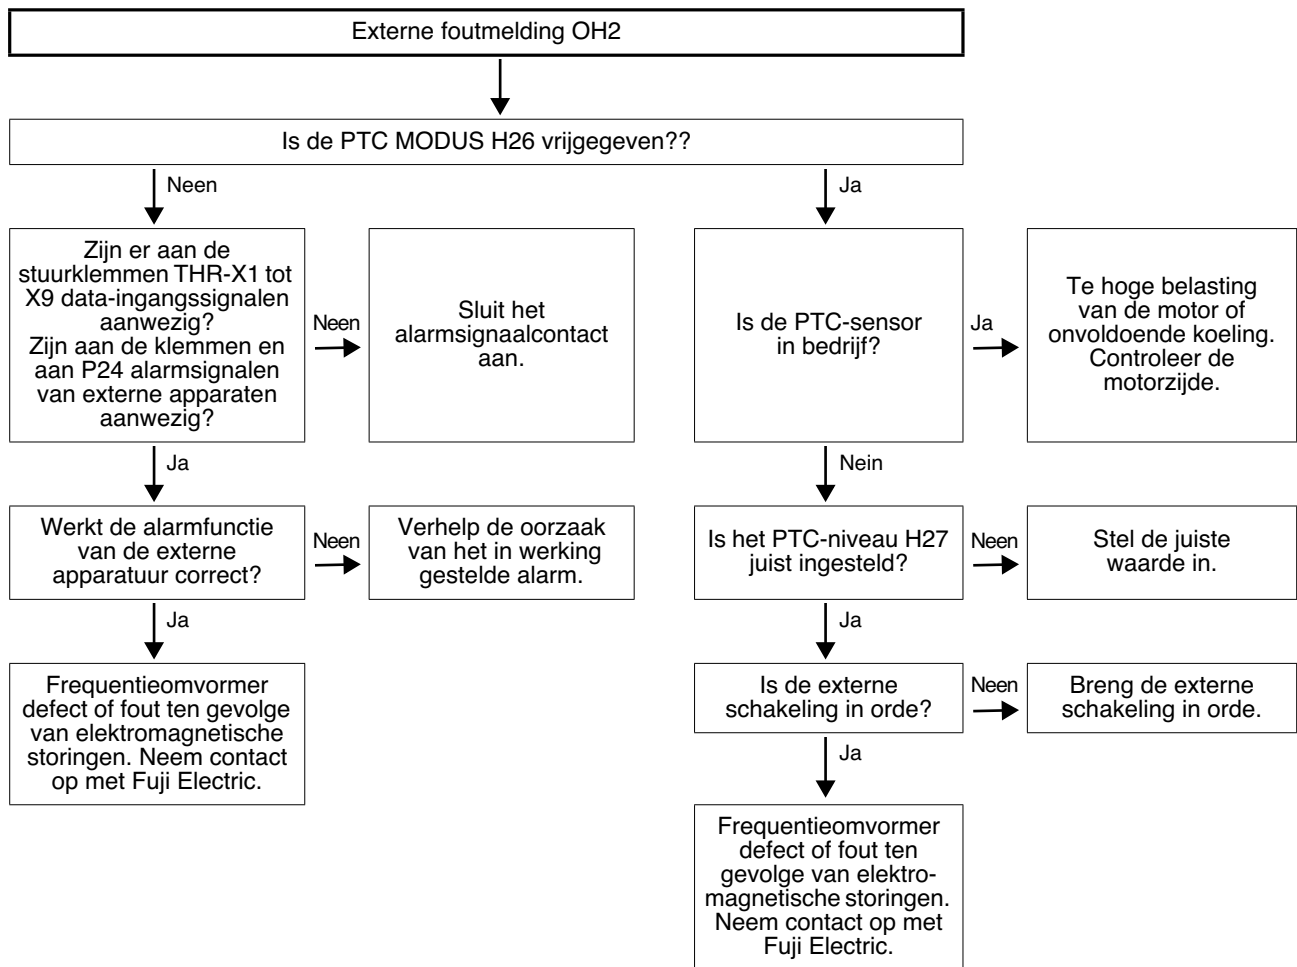 Externe foutmelding OH2
Is de PTC MODUS H26 vrijgegeven??
Neen
Ja
Zijn er aan de
stuurklemmen THR-X1 tot
X9 data-ingangssignalen
aanwezig?
Zijn aan de klemmen en
aan P24 alarmsignalen
van externe apparaten
aanwezig?
Neen
Sluit het
alarmsignaalcontact
aan.
Is de PTC-sensor
in bedrijf?
Ja
Te hoge belasting
van de motor of
onvoldoende koeling.
Controleer de
motorzijde.
Ja
Nein
Werkt de alarmfunctie
van de externe
apparatuur correct?
Neen
Verhelp de oorzaak
van het in werking
gestelde alarm.
Is het PTC-niveau H27
juist ingesteld?
Neen
Stel de juiste
waarde in.
Ja
Ja
Frequentieomvormer
defect of fout ten gevolge
van elektromagnetische
storingen. Neem contact
op met Fuji Electric.
Is de externe
schakeling in orde?
Neen
Breng de externe
schakeling in orde.
Ja
Frequentieomvormer
defect of fout ten
gevolge van elektro-
magnetische storingen.
Neem contact op met
Fuji Electric.